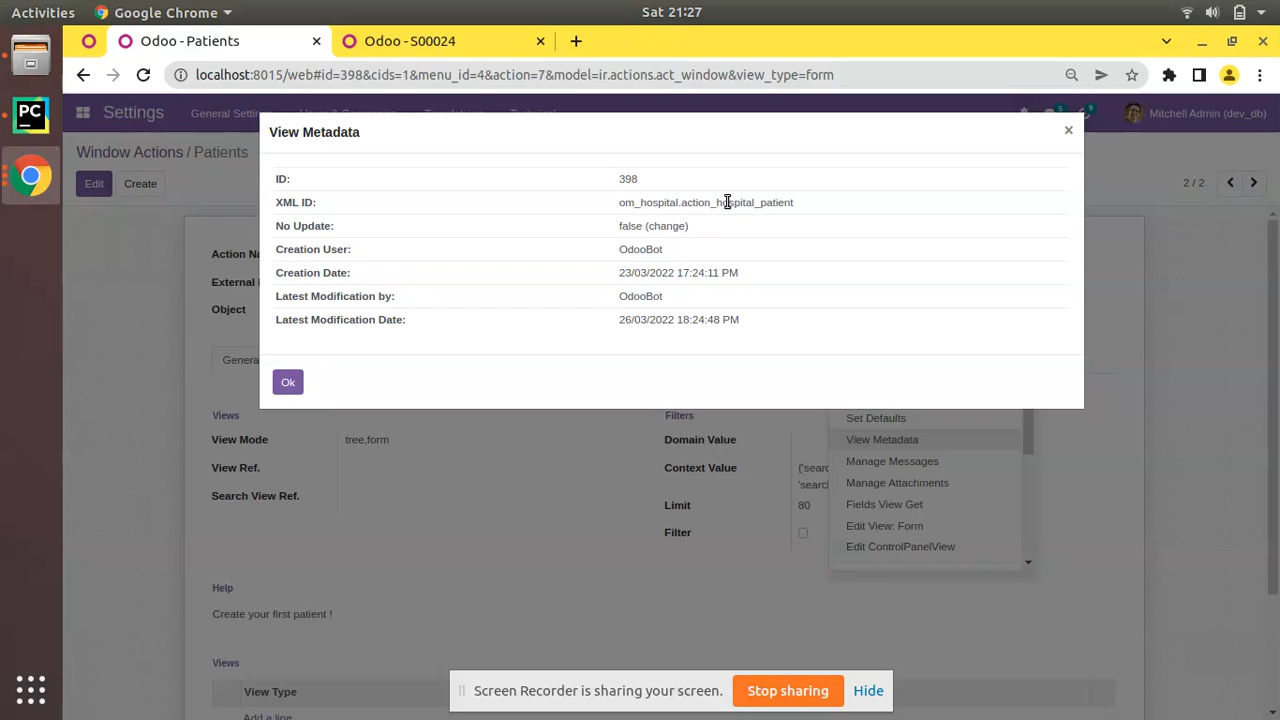 Activities
Google Chrome
Sat 21:27
Odoo - Patients
Odoo - S00024
localhost:8015/web#id=398&cids=1&menu_id=4&action=7&model=ir.actions.act_window&view_type=form
Settings
General Settin
5
9
Mitchell Admin (dev_db)
Window Actions / Patients
Edit
Create
2 / 2
View Metadata
ID:
398
XML ID:
om_hospital.action_hospital_patient
No Update:
false (change)
Creation User:
OdooBot
Creation Date:
23/03/2022 17:24:11 PM
Latest Modification by:
OdooBot
Latest Modification Date:
26/03/2022 18:24:48 PM
Ok
Action Na
External I
Object
Genera
Views
Filters
View Mode
tree,form
Domain Value
View Ref.
Context Value
{'searc
'search
Search View Ref.
Limit
80
Filter
Set Defaults
View Metadata
Manage Messages
Manage Attachments
Fields View Get
Edit View: Form
Edit ControlPanelView
Help
Create your first patient !
Views
View Type
Add a line
Screen Recorder is sharing your screen.
Stop sharing
Hide
PC